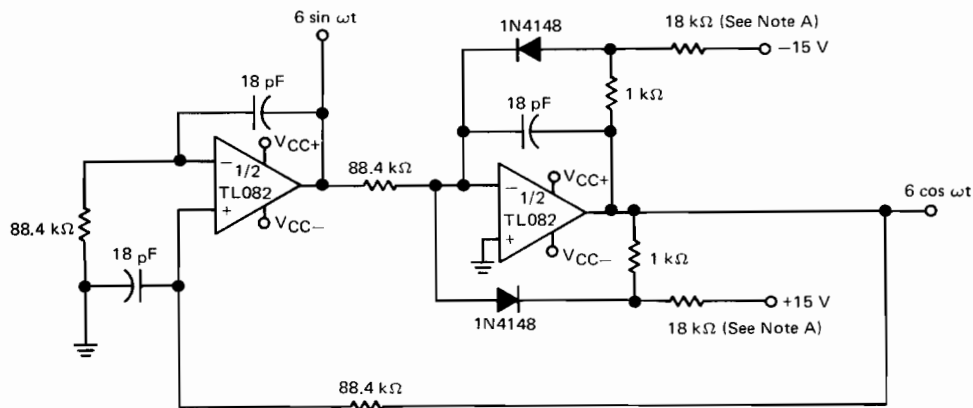 6 sin ωt
1N4148
18 kΩ (See Note A)
−15 V
18 pF
1 kΩ
18 pF
−
1/2
TL082
+
VCC+
VCC−
88.4 kΩ
−
1/2
TL082
+
VCC+
VCC−
6 cos ωt
88.4 kΩ
18 pF
1 kΩ
1N4148
+15 V
18 kΩ (See Note A)
88.4 kΩ